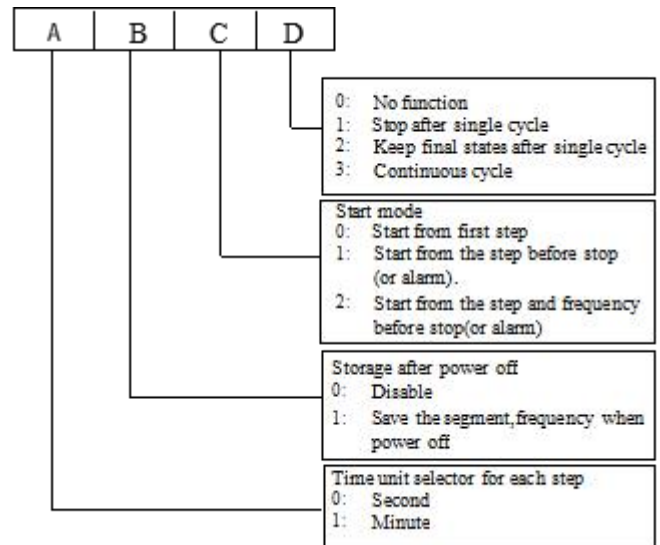 A B C D
0: No function
1: Stop after single cycle
2: Keep final states after single cycle
3: Continuous cycle
Start mode
0: Start from first step
1: Start from the step before stop
(or alarm).
2: Start from the step and frequency
before stop(or alarm)
Storage after power off
0: Disable
1: Save the segment,frequency when
power off
Time unit selector for each step
0: Second
1: Minute